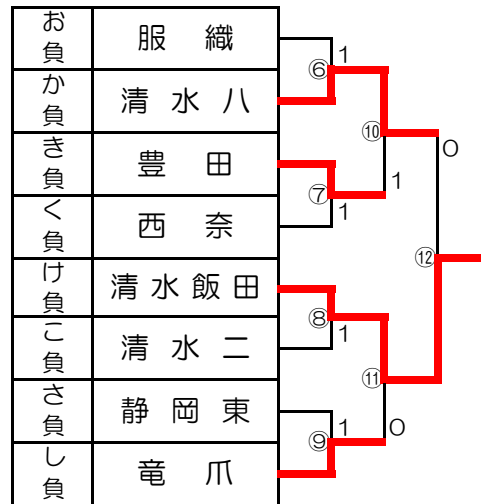 お負 服織
1
⑥
か負 清水八
⑩
0
き負 豊田
⑦
1
1
く負 西奈
⑫
け負 清水飯田
⑧
1
こ負 清水二
⑪
さ負 静岡東
1
0
⑨
し負 竜爪